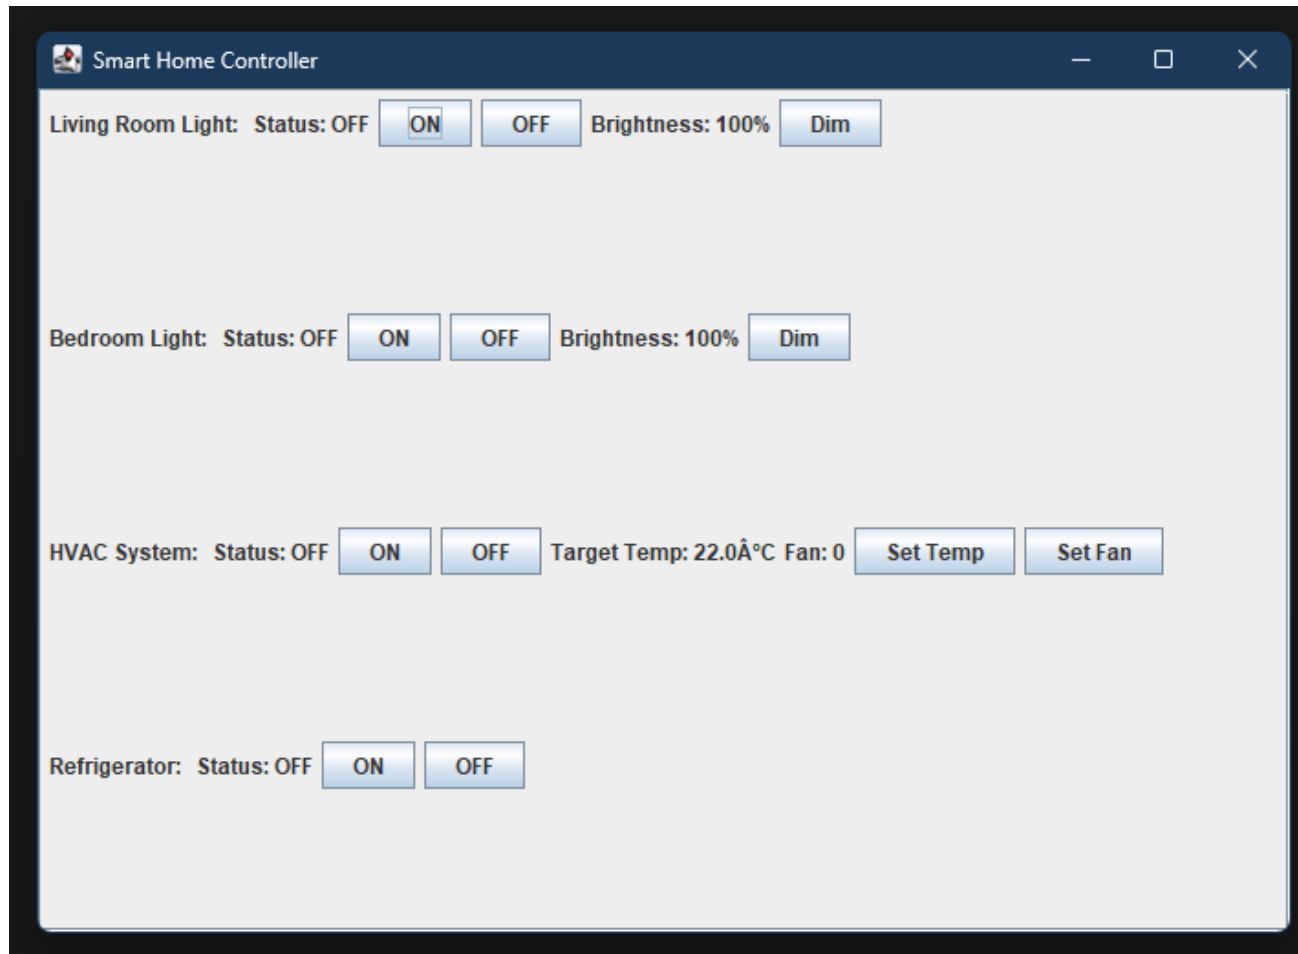 Smart Home Controller
Living Room Light: Status: OFF ON OFF Brightness: 100% Dim
Bedroom Light: Status: OFF ON OFF Brightness: 100% Dim
HVAC System: Status: OFF ON OFF Target Temp: 22.0Â°C Fan: 0 Set Temp Set Fan
Refrigerator: Status: OFF ON OFF